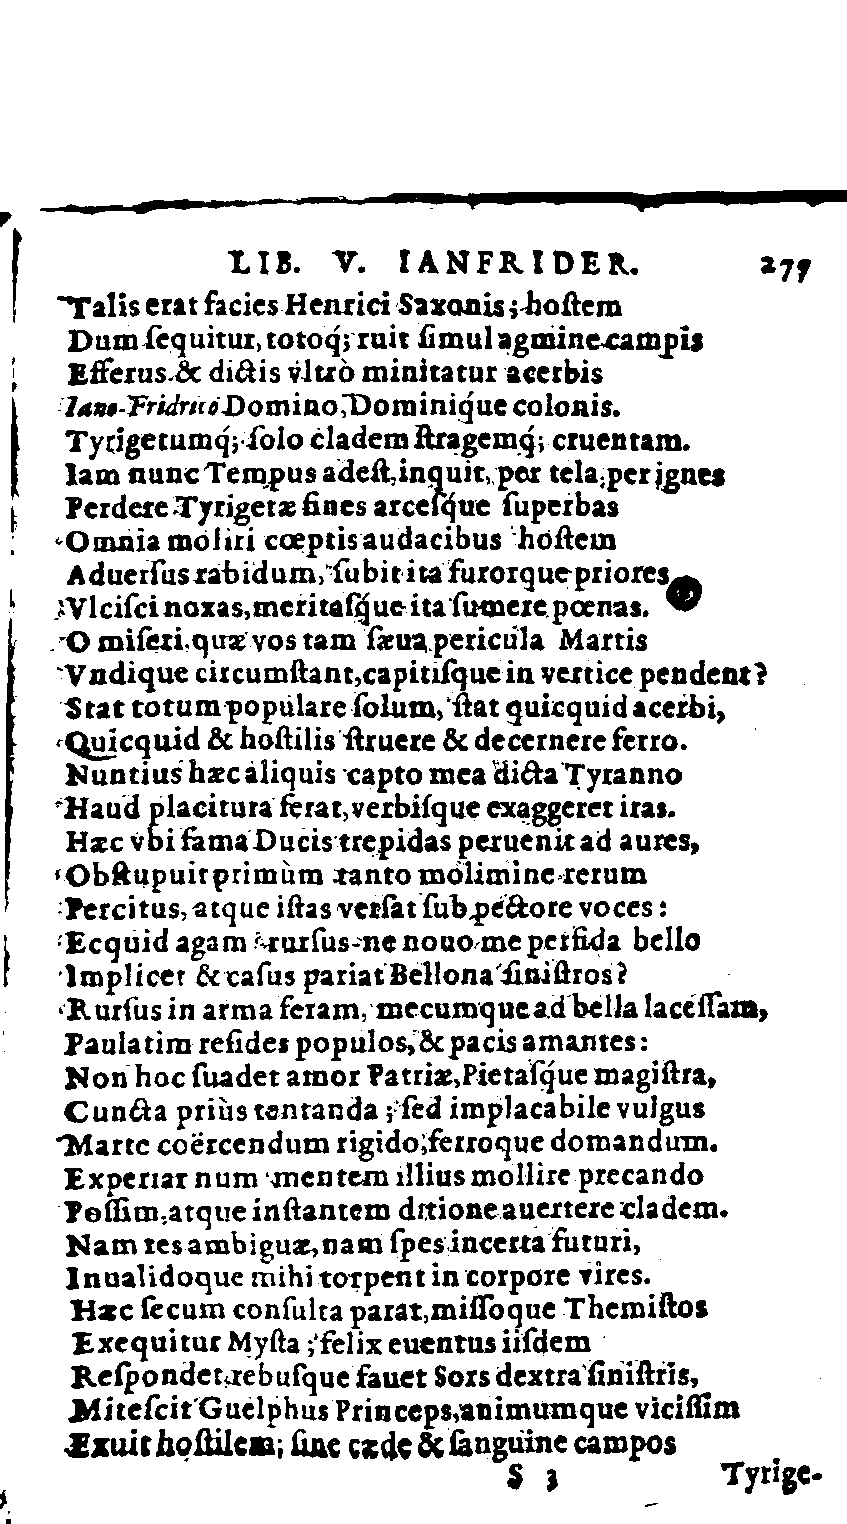 LIB. V. IANFRIDER. 279
Talis erat facies Henrici Saxonis; hoſtem
Dum ſequitur, totoq́; ruit ſimul agmine campis
Efferus & dictis vltrò minitatur acerbis
Iano-Fridrico Domino, Dominiq́ue colonis.
Tyrigetumq́; ſolo cladem ſtragemq́; cruentam.
Iam nunc Tempus adeſt, inquit, per tela, per ignes
Perdere Tyrigetæ fines arceſq́ue ſuperbas
Omnia moliri cœptis audacibus hoſtem
Aduerſus rabidum, ſubit ita furorque priores
Vlciſci noxas, meritaſq́ue ita ſumere pœnas.
O miſeri, quæ vos tam ſæua pericula Martis
Vndique circumſtant, capitiſque in vertice pendent?
Stat totum populare ſolum, ſtat quicquid acerbi,
Quicquid & hoſtilis ſtruere & decernere ferro.
Nuntius hæc aliquis capto mea dicta Tyranno
Haud placitura ferat, verbiſque exaggeret iras.
Hæc vbi fama Ducis trepidas peruenit ad aures,
Obſtupuit primùm tanto molimine rerum
Percitus, atque iſtas verſat ſub pectore voces:
Ecquid agam? rurſus-ne nouo me perfida bello
Implicet & caſus pariat Bellona ſiniſtros?
Rurſus in arma feram, mecumque ad bella laceſſam,
Paulatim reſides populos, & pacis amantes:
Non hoc ſuadet amor Patriæ, Pietaſq́ue magiſtra,
Cuncta priùs tentanda; ſed implacabile vulgus
Marte coërcendum rigido, ferroque domandum.
Experiar num mentem illius mollire precando
Poſſim, atque inſtantem ditione auertere cladem.
Nam res ambiguæ, nam ſpes incerta futuri,
Inualidoque mihi torpent in corpore vires.
Hæc ſecum conſulta parat, miſſoque Themiſtos
Exequitur Myſta; felix euentus iiſdem
Reſpondet, rebuſque fauet Sors dextra ſiniſtris,
Miteſcit Guelphus Princeps, animumque viciſſim
Exuit hoſtilem; ſine cæde & ſanguine campos
S 3 Tyrige-